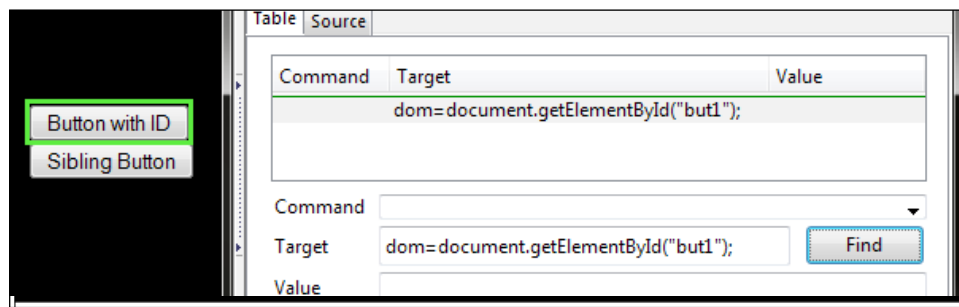 Table Source
Command Target Value
dom=document.getElementById("but1");
Button with ID
Sibling Button
Command
Target dom=document.getElementById("but1"); Find
Value